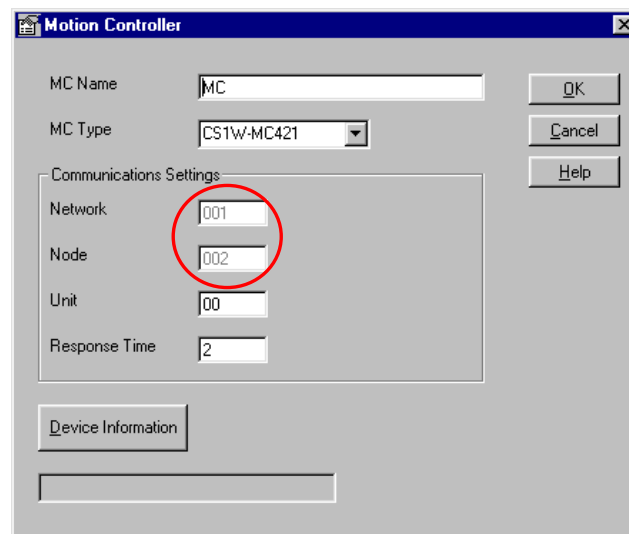 Motion Controller
MC Name MC
OK
MC Type CS1W-MC421
Cancel
Help
Communications Settings
Network 001
Node 002
Unit 00
Response Time 2
Device Information